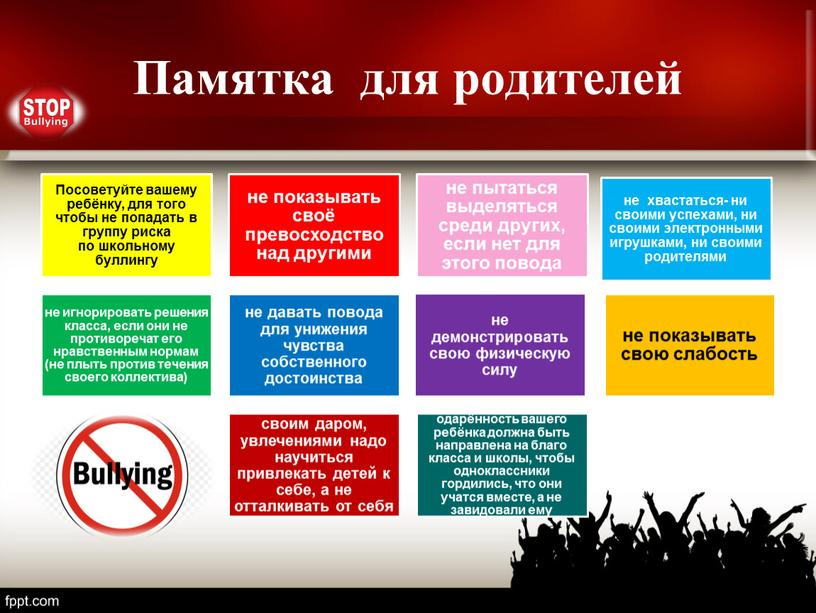 Памятка для родителей
STOP
Bullying
Посоветуйте вашему
ребёнку, для того
чтобы не попадать в
группу риска
по школьному
буллингу
не показывать
своё
превосходство
над другими
не пытаться
выделяться
среди других,
если нет для
этого повода
не хвастаться- ни
своими успехами, ни
своими электронными
игрушками, ни своими
родителями
не игнорировать решения
класса, если они не
противоречат его
нравственным нормам
(не плыть против течения
своего коллектива)
не давать повода
для унижения
чувства
собственного
достоинства
не
демонстрировать
свою физическую
силу
не показывать
свою слабость
Bullying
своим даром,
увлечениями надо
научиться
привлекать детей к
себе, а не
отталкивать от себя
одарённость вашего
ребёнка должна быть
направлена на благо
класса и школы, чтобы
одноклассники
гордились, что они
учатся вместе, а не
завидовали ему
fppt.com